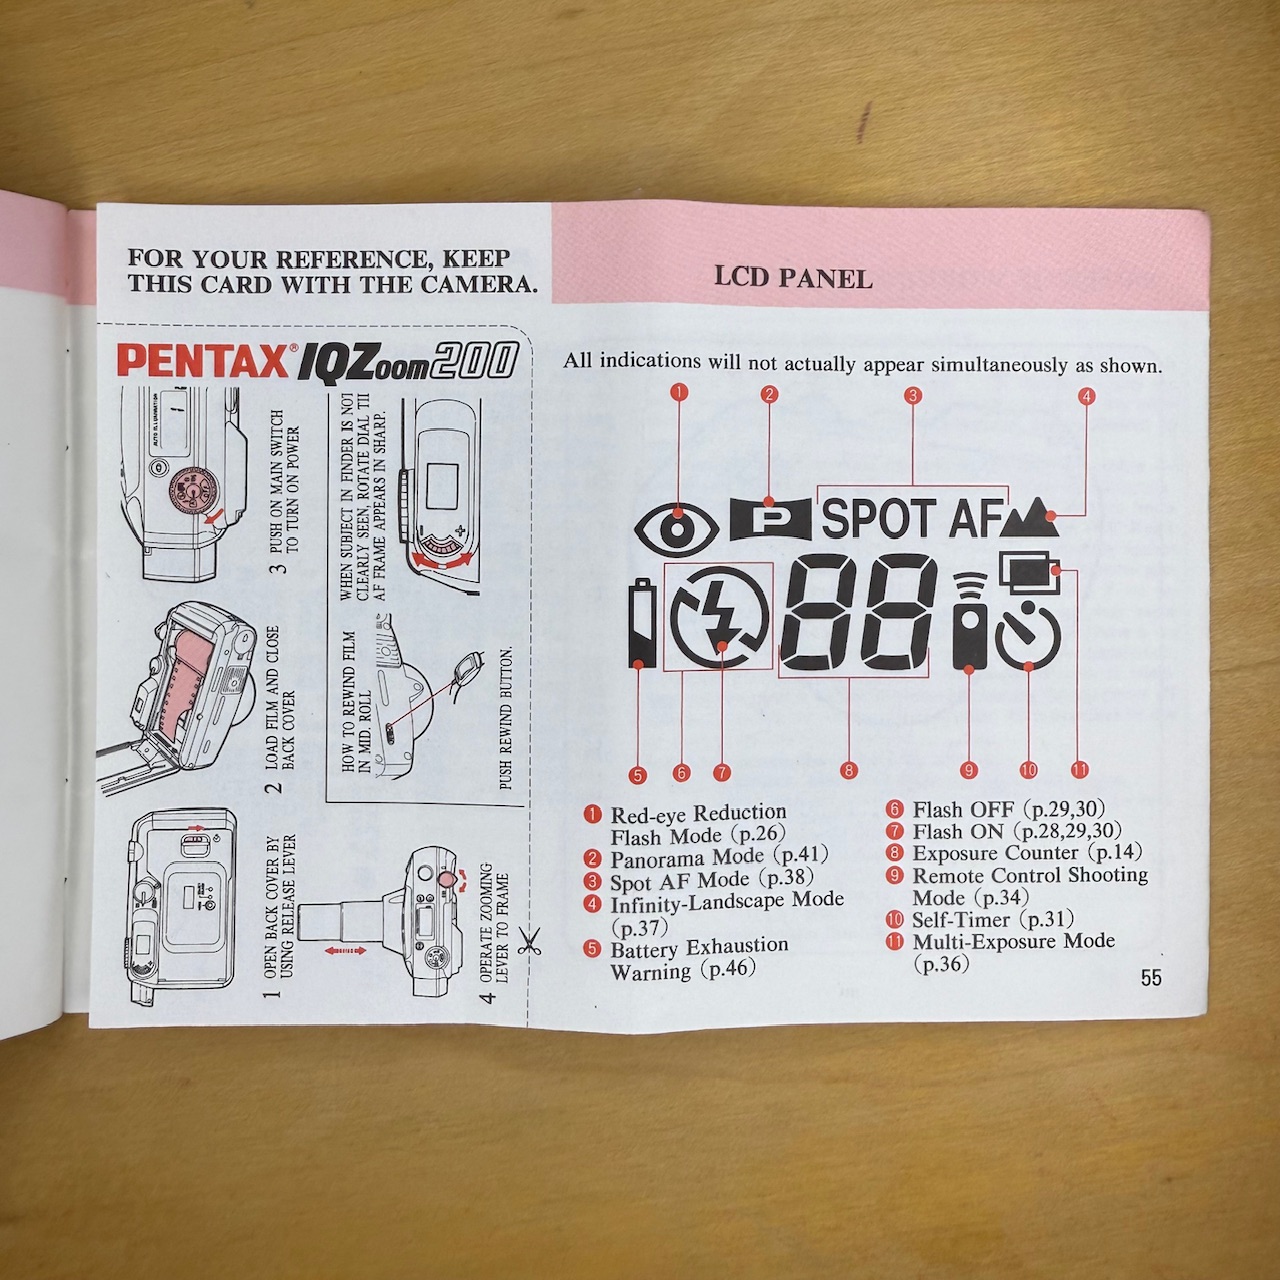 FOR YOUR REFERENCE, KEEP
THIS CARD WITH THE CAMERA.
PENTAX® IQZoom200
1 OPEN BACK COVER BY
USING RELEASE LEVER
2 LOAD FILM AND CLOSE
BACK COVER
3 PUSH ON MAIN SWITCH
TO TURN ON POWER
4 OPERATE ZOOMING
LEVER TO FRAME
HOW TO REWIND FILM
IN MID. ROLL
PUSH REWIND BUTTON.
WHEN SUBJECT IN FINDER IS NOT
CLEARLY SEEN, ROTATE DIAL TIL
AF FRAME APPEARS IN SHARP.
− +
LCD PANEL
All indications will not actually appear simultaneously as shown.
1 2 3 4
P SPOT AF
88
5 6 7 8 9 10 11
1 Red-eye Reduction
Flash Mode (p.26)
2 Panorama Mode (p.41)
3 Spot AF Mode (p.38)
4 Infinity-Landscape Mode
(p.37)
5 Battery Exhaustion
Warning (p.46)
6 Flash OFF (p.29,30)
7 Flash ON (p.28,29,30)
8 Exposure Counter (p.14)
9 Remote Control Shooting
Mode (p.34)
10 Self-Timer (p.31)
11 Multi-Exposure Mode
(p.36)
55